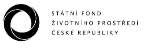 STÁTNÍ FOND
ŽIVOTNÍHO PROSTŘEDÍ
ČESKÉ REPUBLIKY